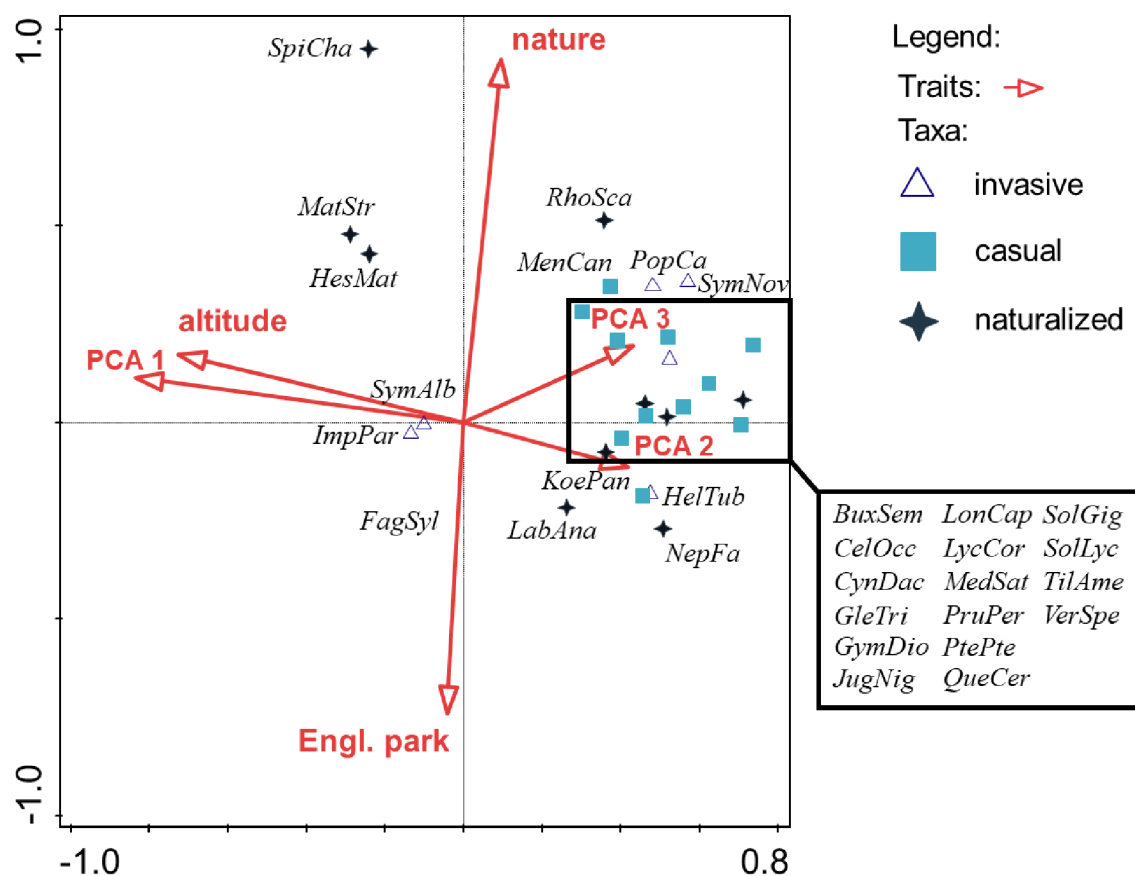 1.0
SpiCha
nature
Legend:
Traits:
Taxa:
invasive
casual
naturalized
MatStr
HesMat
RhoSca
MenCan
PopCa
SymNov
altitude
PCA 1
PCA 3
SymAlb
ImpPar
PCA 2
KoePan
HelTub
FagSyl
LabAna
NepFa
BuxSem LonCap SolGig
CelOcc LycCor SolLyc
CynDac MedSat TilAme
GleTri PruPer VerSpe
GymDio PtePte
JugNig QueCer
Engl. park
-1.0
-1.0 0.8